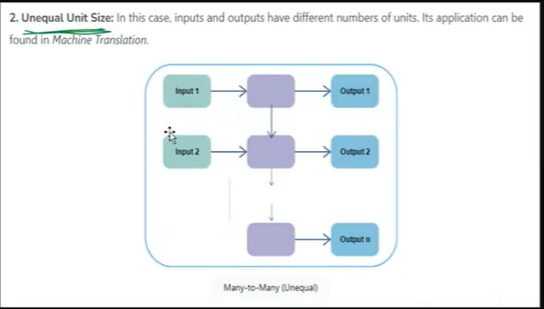 2. Unequal Unit Size: In this case, inputs and outputs have different numbers of units. Its application can be
found in Machine Translation.
Input 1
Output 1
Input 2
Output 2
Output n
Many-to-Many (Unequal)